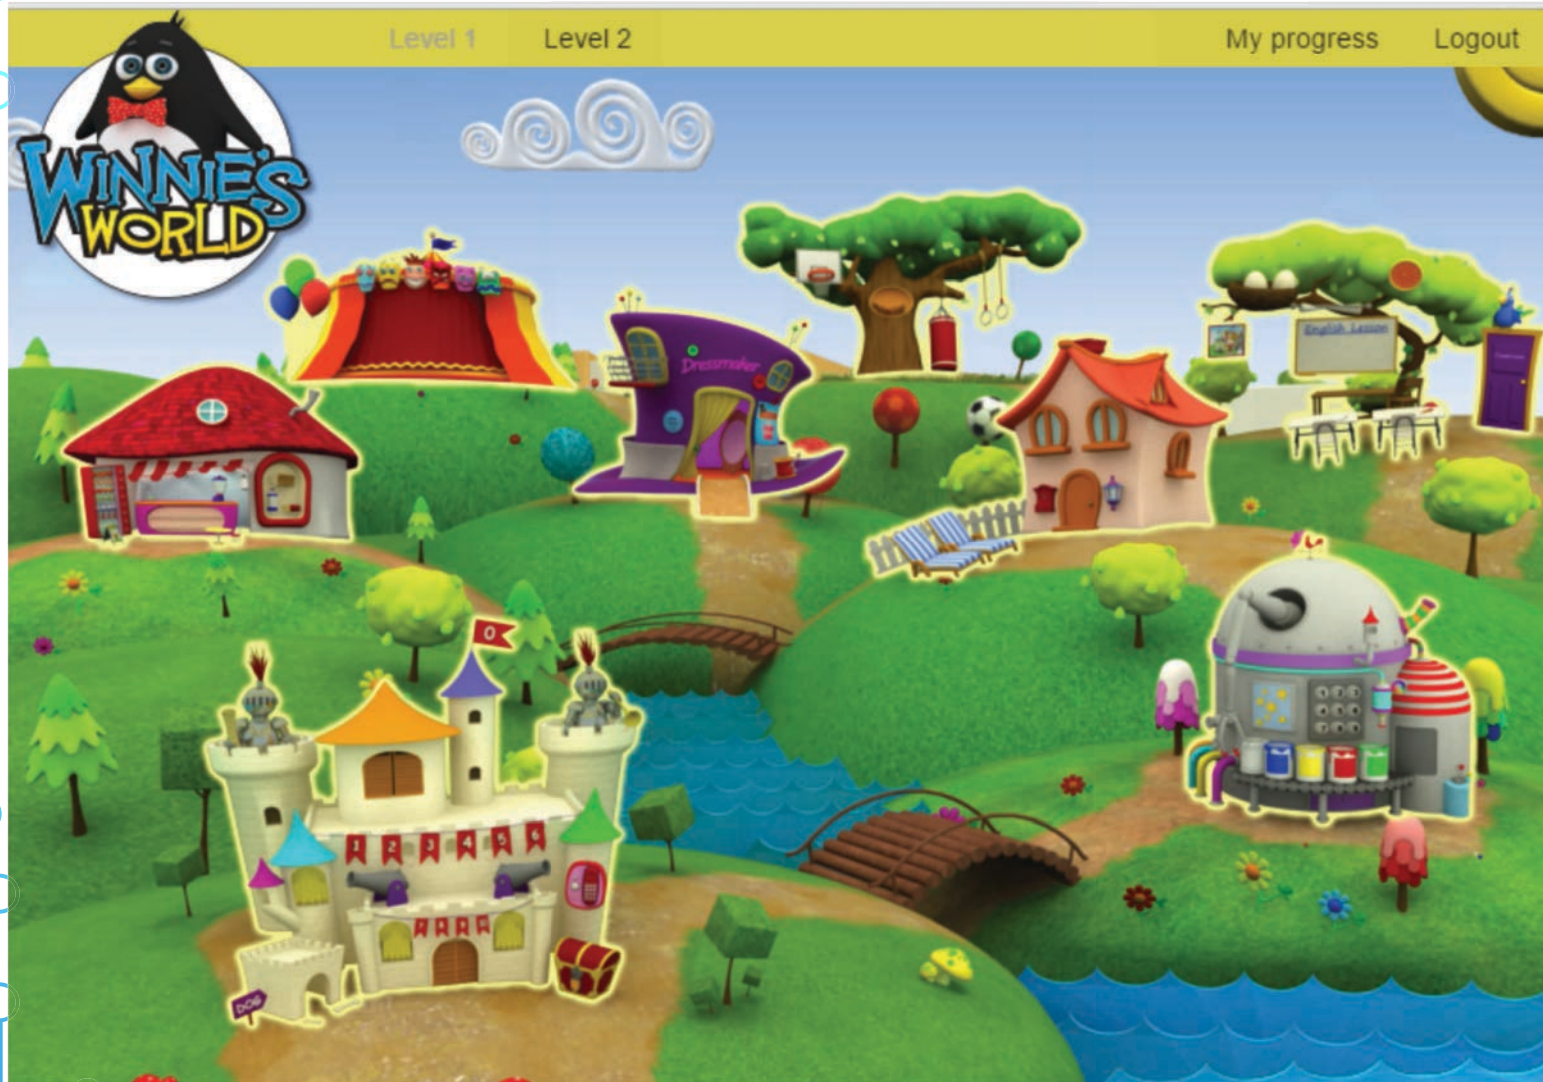 Level 1
Level 2
My progress
Logout
WINNIE'S
WORLD
English Lesson
Dressmaker
0
1 2 3 4 5 6
DOG